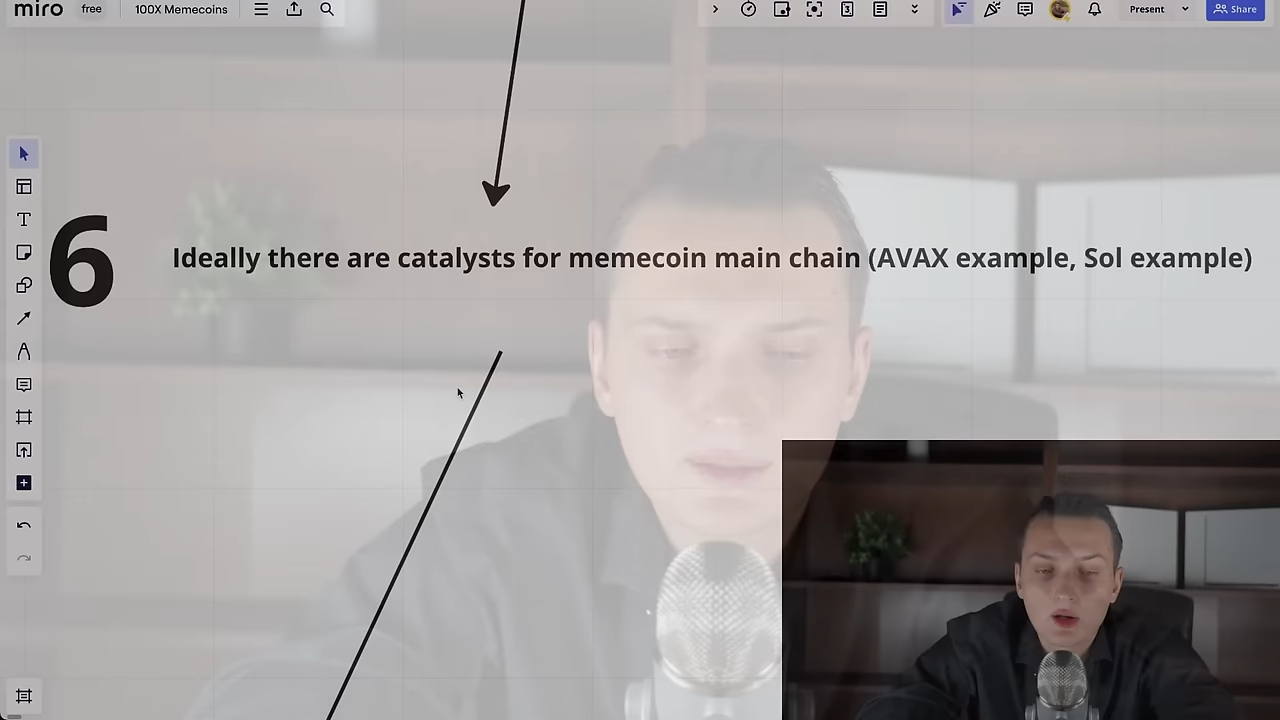 miro free 100X Memecoins
3 Present Share
6 Ideally there are catalysts for memecoin main chain (AVAX example, Sol example)